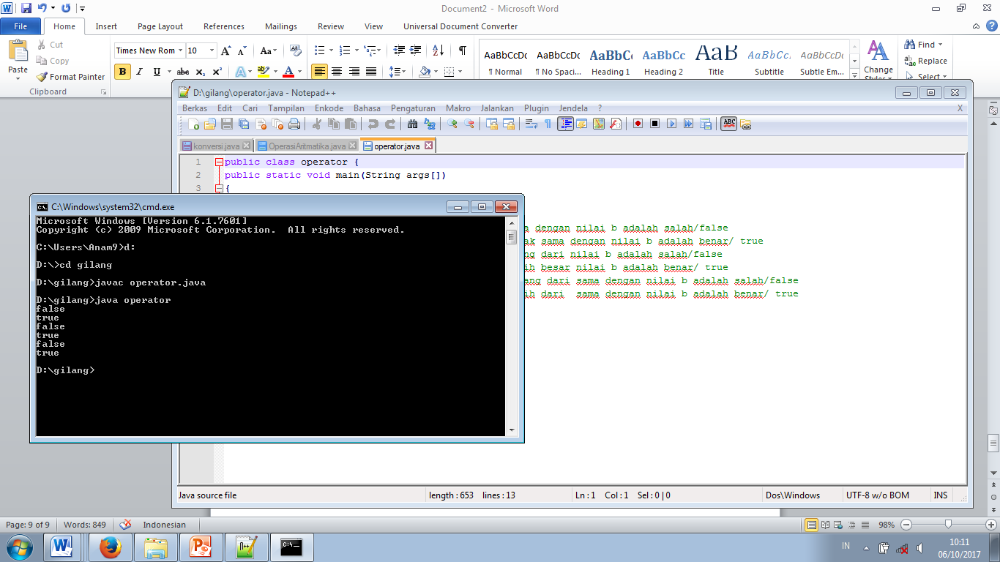 Document2 - Microsoft Word
File Home Insert Page Layout References Mailings Review View Universal Document Converter
Paste
Cut
Copy
Format Painter
Clipboard
Times New Rom 10
AaBbCcDc AaBbCcDc AaBbCc AaBbCc AaB AaBbCc. AaBbCcDc
¶ Normal ¶ No Spaci... Heading 1 Heading 2 Title Subtitle Subtle Em...
Change
Styles
Find
Replace
Select
D:\gilang\operator.java - Notepad++
Berkas Edit Cari Tampilan Enkode Bahasa Pengaturan Makro Jalankan Plugin Jendela ? X
konversi.java OperasiAritmatika.java operator.java
1 public class operator {
2 public static void main(String args[])
3 {
dengan nilai b adalah salah/false
sama dengan nilai b adalah benar/ true
dari nilai b adalah salah/false
besar nilai b adalah benar/ true
dari sama dengan nilai b adalah salah/false
dari sama dengan nilai b adalah benar/ true
C:\Windows\system32\cmd.exe
Microsoft Windows [Version 6.1.7601]
Copyright (c) 2009 Microsoft Corporation. All rights reserved.
C:\Users\Anam9>d:
D:\>cd gilang
D:\gilang>javac operator.java
D:\gilang>java operator
false
true
false
true
false
true
D:\gilang>
Java source file length : 653 lines : 13 Ln : 1 Col : 1 Sel : 0 | 0 Dos\Windows UTF-8 w/o BOM INS
Page: 9 of 9 Words: 849 Indonesian 98%
IN 10:11
06/10/2017